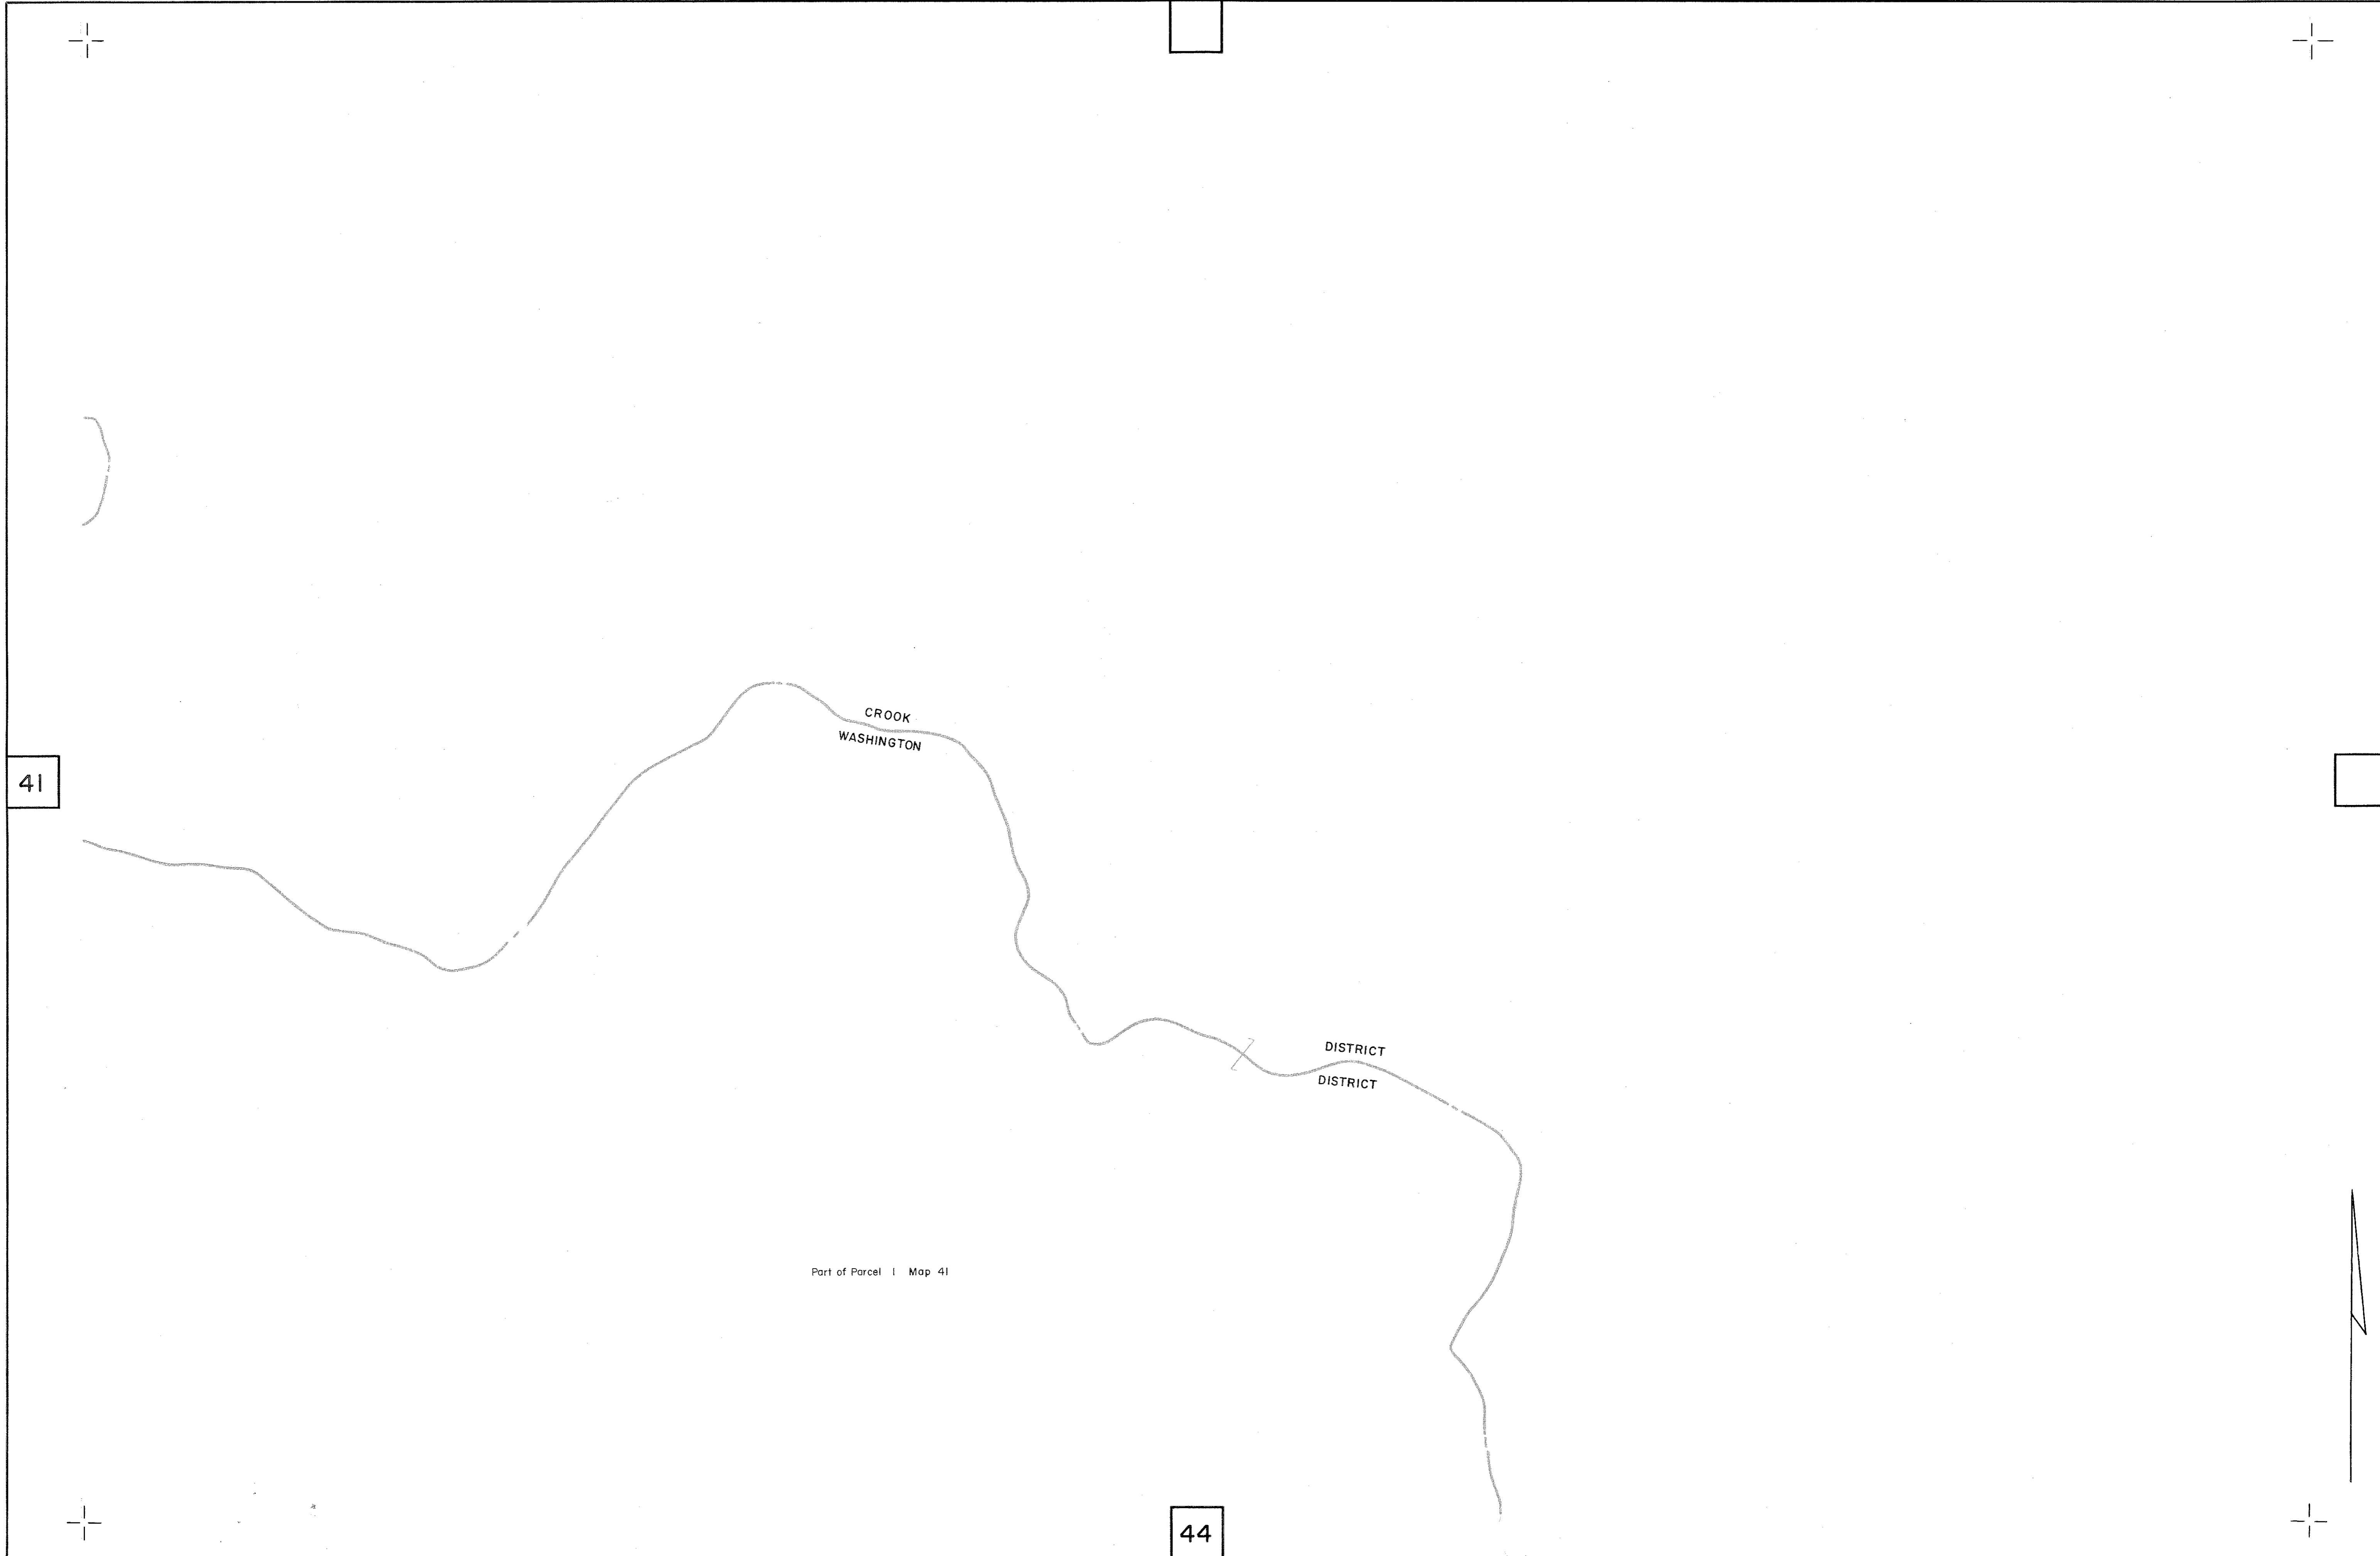 CROOK
WASHINGTON
41
DISTRICT
DISTRICT
Part of Parcel 1 Map 41
44